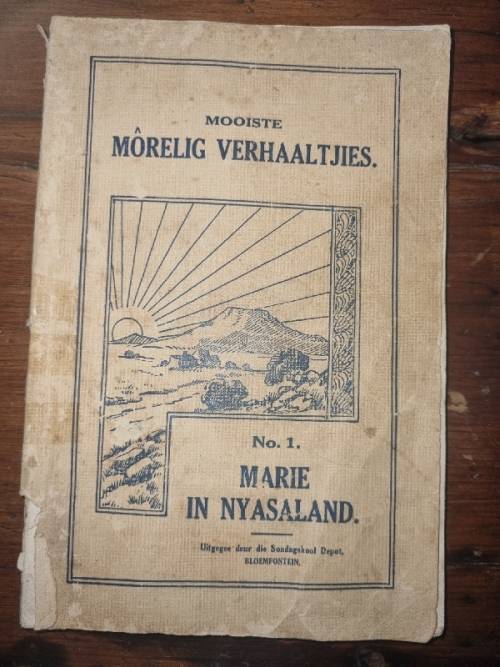 MOOISTE
MÔRELIG VERHAALTJIES.
No. 1.
MARIE
IN NYASALAND.
Uitgegee deur die Sondagskool Depot,
BLOEMFONTEIN.